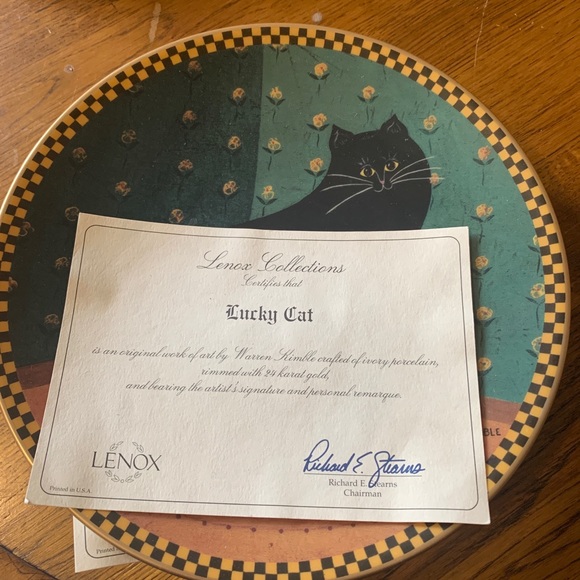 Lenox Collections
Certifies that
Lucky Cat
is an original work of art by Warren Kimble crafted of ivory porcelain,
rimmed with 24 karat gold,
and bearing the artist's signature and personal remarque.
LENOX
Printed in U.S.A.
Richard E. Stearns
Richard E. Stearns
Chairman
BLE
Printed